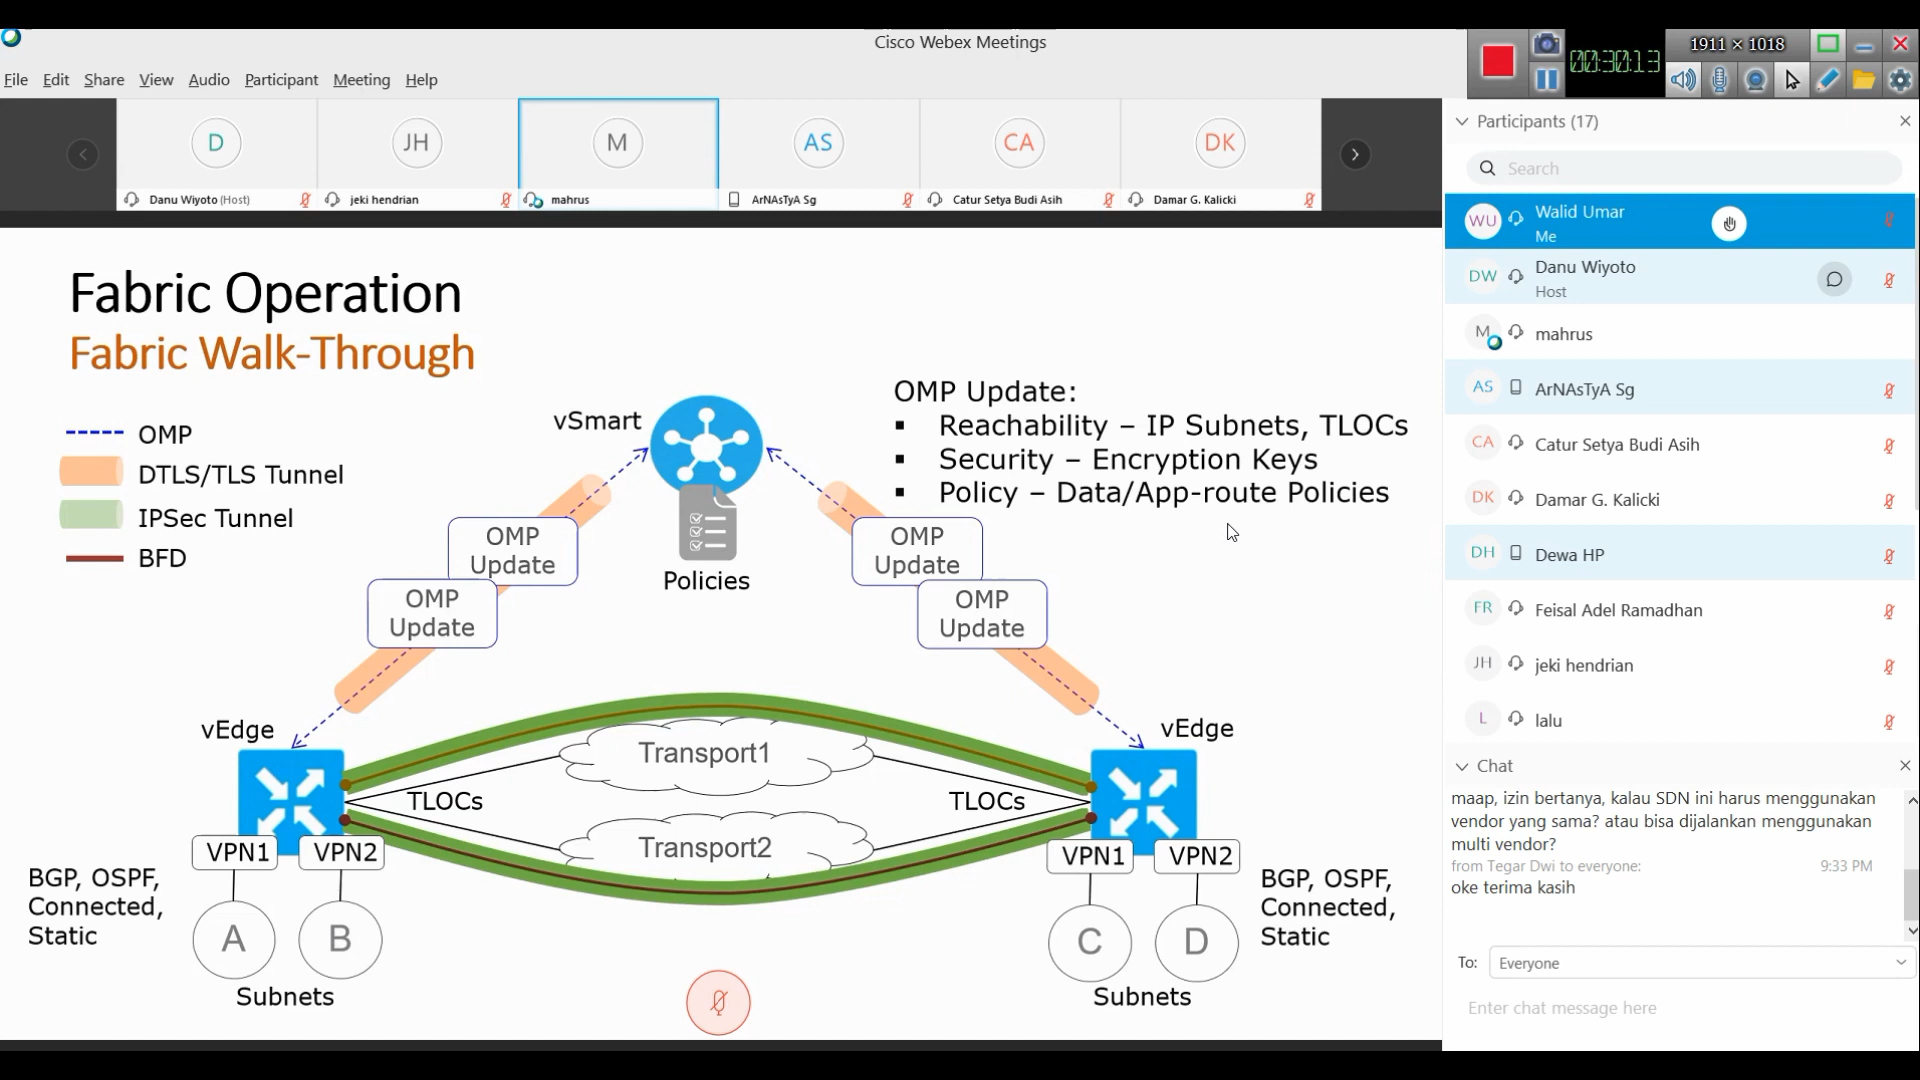 Cisco Webex Meetings
00:30:13
1911 × 1018
File Edit Share View Audio Participant Meeting Help
D
JH
M
AS
CA
DK
Danu Wiyoto (Host)
jeki hendrian
mahrus
ArNAsTyA Sg
Catur Setya Budi Asih
Damar G. Kalicki
Fabric Operation
Fabric Walk-Through
OMP
DTLS/TLS Tunnel
IPSec Tunnel
BFD
vSmart
Policies
OMP Update:
▪ Reachability – IP Subnets, TLOCs
▪ Security – Encryption Keys
▪ Policy – Data/App-route Policies
OMP
Update
OMP
Update
OMP
Update
OMP
Update
vEdge
vEdge
Transport1
TLOCs
TLOCs
Transport2
VPN1
VPN2
VPN1
VPN2
BGP, OSPF,
Connected,
Static
A
B
C
D
BGP, OSPF,
Connected,
Static
Subnets
Subnets
Participants (17)
Search
WU
Walid Umar
Me
DW
Danu Wiyoto
Host
M
mahrus
AS
ArNAsTyA Sg
CA
Catur Setya Budi Asih
DK
Damar G. Kalicki
DH
Dewa HP
FR
Feisal Adel Ramadhan
JH
jeki hendrian
L
lalu
Chat
maap, izin bertanya, kalau SDN ini harus menggunakan
vendor yang sama? atau bisa dijalankan menggunakan
multi vendor?
from Tegar Dwi to everyone: 9:33 PM
oke terima kasih
To: Everyone
Enter chat message here